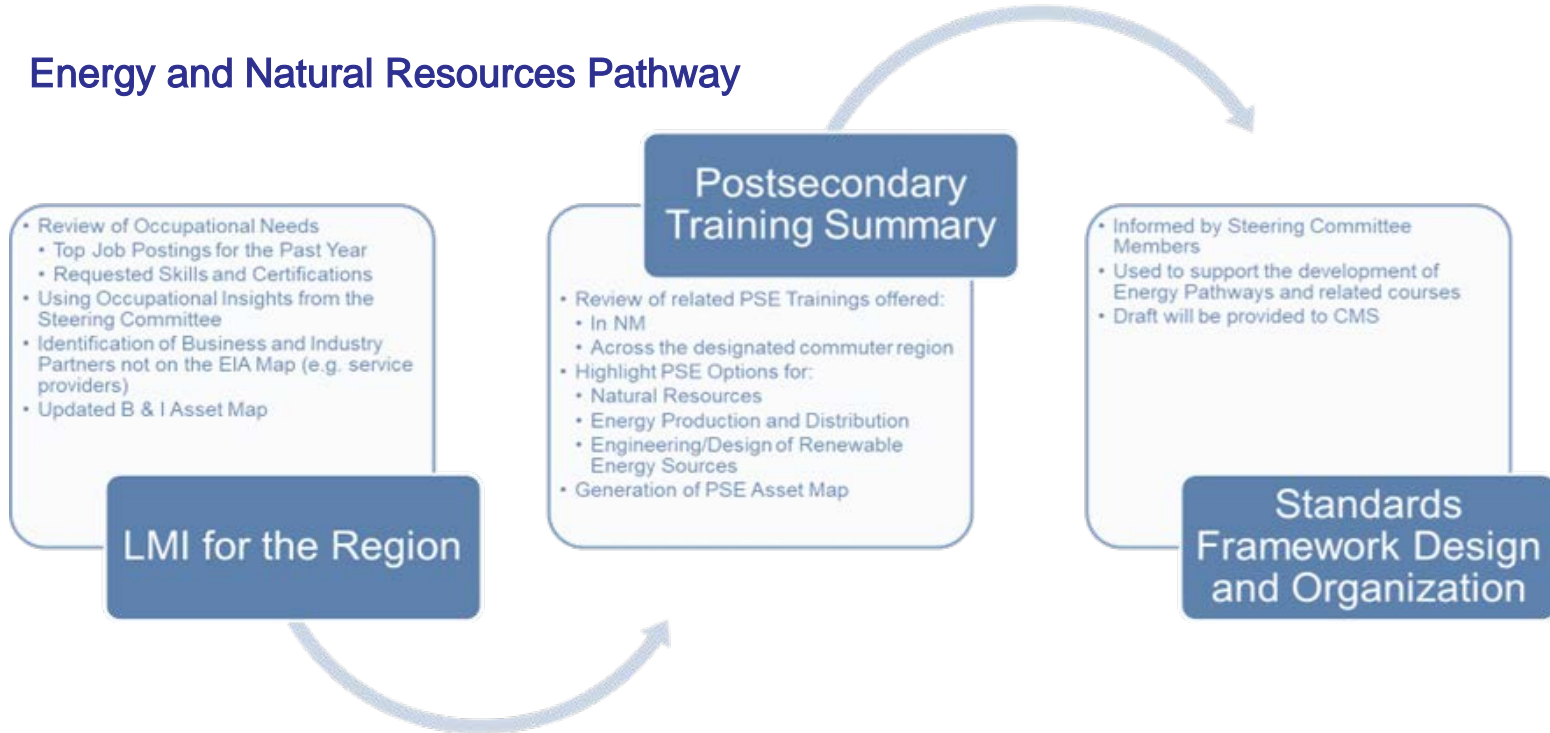 Energy and Natural Resources Pathway
• Review of Occupational Needs
• Top Job Postings for the Past Year
• Requested Skills and Certifications
• Using Occupational Insights from the
Steering Committee
• Identification of Business and Industry
Partners not on the EIA Map (e.g. service
providers)
• Updated B & I Asset Map
LMI for the Region
Postsecondary
Training Summary
• Review of related PSE Trainings offered:
• In NM
• Across the designated commuter region
• Highlight PSE Options for:
• Natural Resources
• Energy Production and Distribution
• Engineering/Design of Renewable
Energy Sources
• Generation of PSE Asset Map
• Informed by Steering Committee
Members
• Used to support the development of
Energy Pathways and related courses
• Draft will be provided to CMS
Standards
Framework Design
and Organization